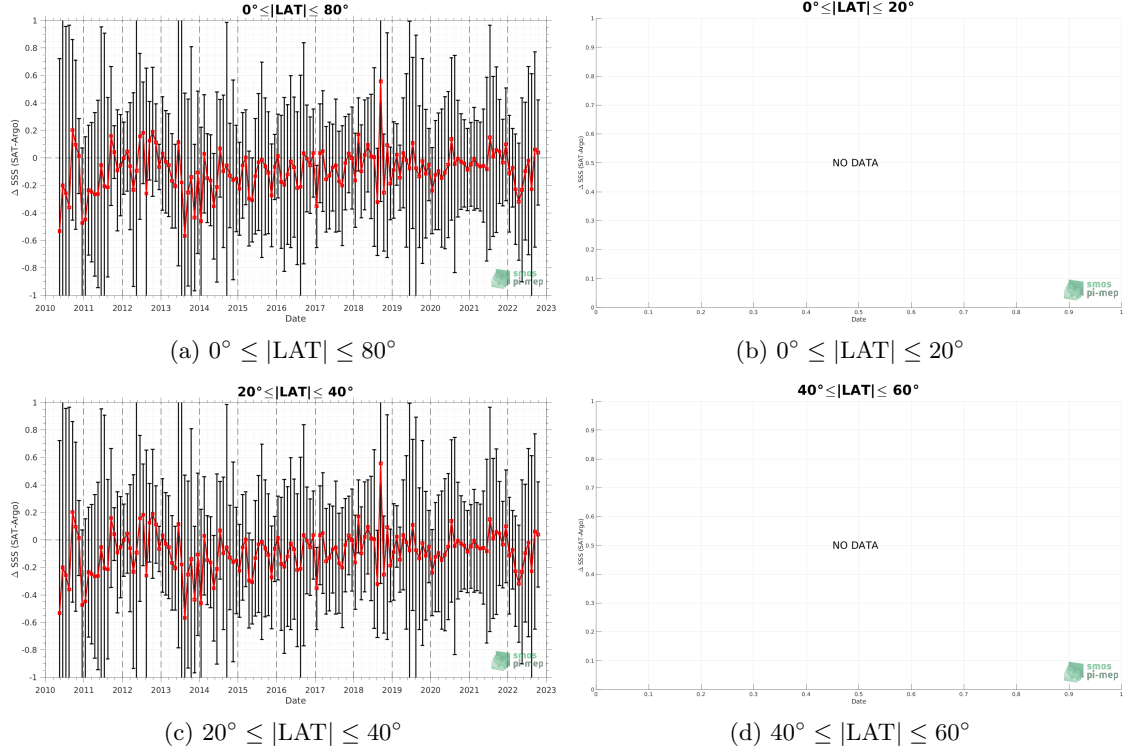 0°≤|LAT|≤ 80°
1
0.8
0.6
0.4
0.2
0
-0.2
-0.4
-0.6
-0.8
-1
Δ SSS (SAT-Argo)
2010 2011 2012 2013 2014 2015 2016 2017 2018 2019 2020 2021 2022 2023
Date
smos
pi-mep
(a) 0° ≤ |LAT| ≤ 80°
0°≤|LAT|≤ 20°
1
0.9
0.8
0.7
0.6
0.5
0.4
0.3
0.2
0.1
0
Δ SSS (SAT-Argo)
NO DATA
0 0.1 0.2 0.3 0.4 0.5 0.6 0.7 0.8 0.9 1
Date
smos
pi-mep
(b) 0° ≤ |LAT| ≤ 20°
20°≤|LAT|≤ 40°
1
0.8
0.6
0.4
0.2
0
-0.2
-0.4
-0.6
-0.8
-1
Δ SSS (SAT-Argo)
2010 2011 2012 2013 2014 2015 2016 2017 2018 2019 2020 2021 2022 2023
Date
smos
pi-mep
(c) 20° ≤ |LAT| ≤ 40°
40°≤|LAT|≤ 60°
1
0.9
0.8
0.7
0.6
0.5
0.4
0.3
0.2
0.1
0
Δ SSS (SAT-Argo)
NO DATA
0 0.1 0.2 0.3 0.4 0.5 0.6 0.7 0.8 0.9 1
Date
smos
pi-mep
(d) 40° ≤ |LAT| ≤ 60°